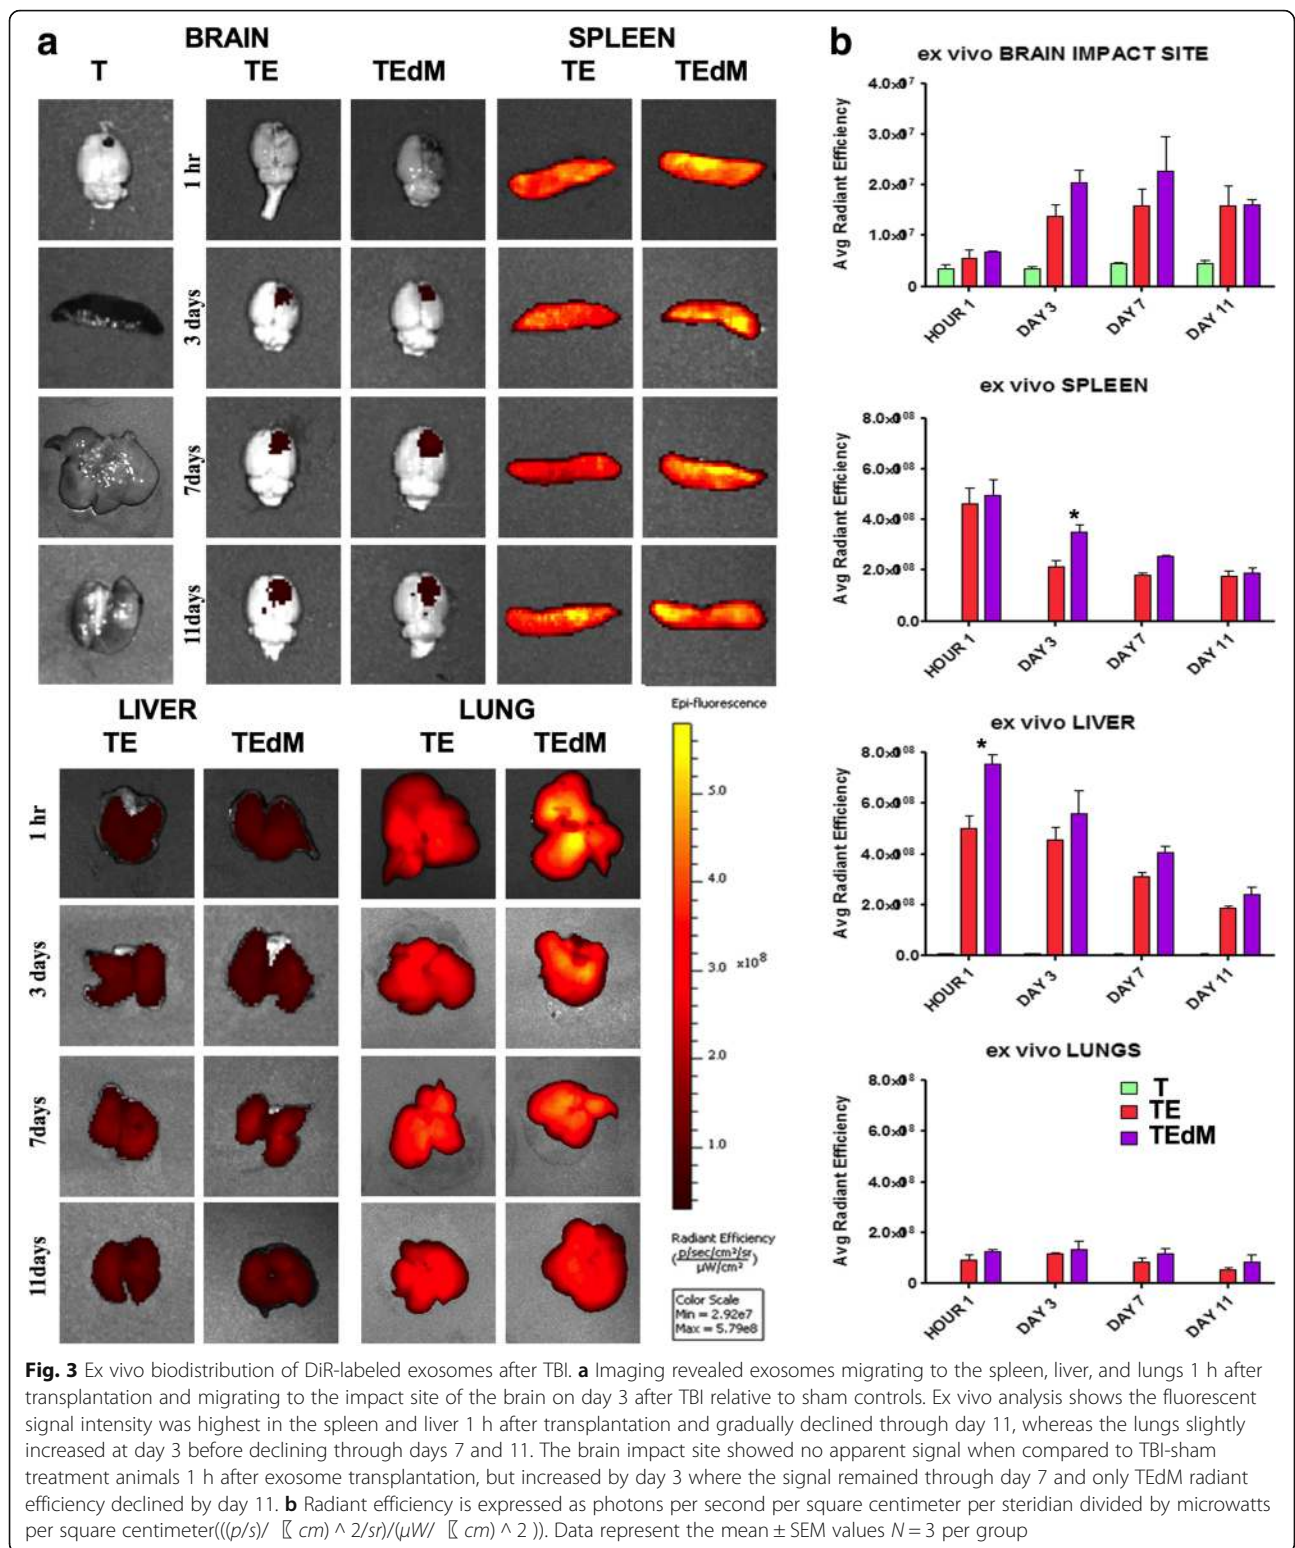 a
BRAIN
SPLEEN
T
TE
TEdM
TE
TEdM
1 hr
3 days
7days
11days
LIVER
LUNG
TE
TEdM
TE
TEdM
1 hr
3 days
7days
11days
Epi-fluorescence
5.0
4.0
3.0
x10⁸
2.0
1.0
Radiant Efficiency
(p/sec/cm²/sr)
µW/cm²
Color Scale
Min = 2.92e7
Max = 5.79e8
b
ex vivo BRAIN IMPACT SITE
Avg Radiant Efficiency
4.0x10⁷
3.0x10⁷
2.0x10⁷
1.0x10⁷
0
HOUR 1
DAY 3
DAY 7
DAY 11
ex vivo SPLEEN
Avg Radiant Efficiency
8.0x10⁰⁸
6.0x10⁰⁸
4.0x10⁰⁸
2.0x10⁰⁸
0.0
*
HOUR 1
DAY 3
DAY 7
DAY 11
ex vivo LIVER
Avg Radiant Efficiency
8.0x10⁰⁸
6.0x10⁰⁸
4.0x10⁰⁸
2.0x10⁰⁸
0.0
*
HOUR 1
DAY 3
DAY 7
DAY 11
ex vivo LUNGS
Avg Radiant Efficiency
8.0x10⁸
6.0x10⁸
4.0x10⁸
2.0x10⁸
0
T
TE
TEdM
HOUR 1
DAY 3
DAY 7
DAY 11
Fig. 3 Ex vivo biodistribution of DiR-labeled exosomes after TBI. a Imaging revealed exosomes migrating to the spleen, liver, and lungs 1 h after
transplantation and migrating to the impact site of the brain on day 3 after TBI relative to sham controls. Ex vivo analysis shows the fluorescent
signal intensity was highest in the spleen and liver 1 h after transplantation and gradually declined through day 11, whereas the lungs slightly
increased at day 3 before declining through days 7 and 11. The brain impact site showed no apparent signal when compared to TBI-sham
treatment animals 1 h after exosome transplantation, but increased by day 3 where the signal remained through day 7 and only TEdM radiant
efficiency declined by day 11. b Radiant efficiency is expressed as photons per second per square centimeter per steridian divided by microwatts
per square centimeter(((p/s)/〖 cm) ^ 2/sr)/(µW/〖 cm) ^ 2 )). Data represent the mean ± SEM values N = 3 per group